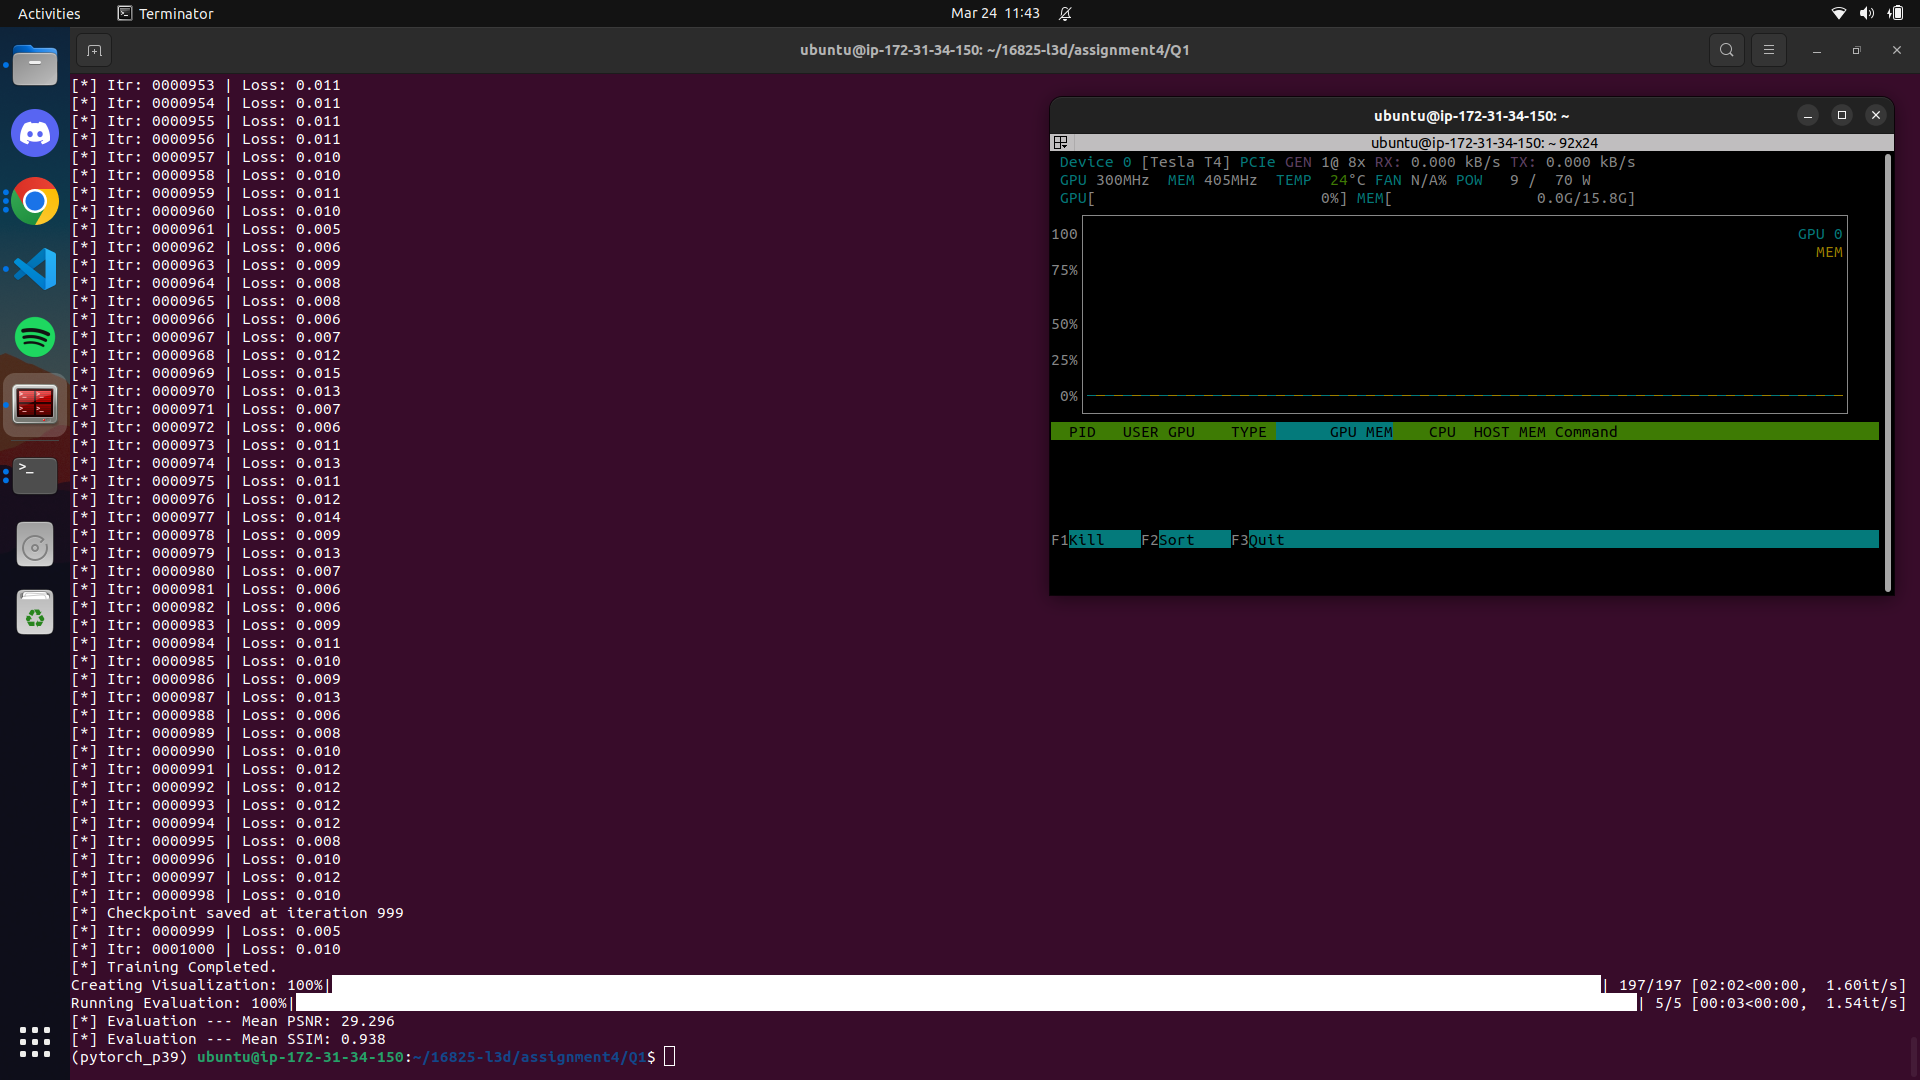 Activities
Terminator
Mar 24 11:43
ubuntu@ip-172-31-34-150: ~/16825-l3d/assignment4/Q1
[*] Itr: 0000953 | Loss: 0.011
[*] Itr: 0000954 | Loss: 0.011
[*] Itr: 0000955 | Loss: 0.011
[*] Itr: 0000956 | Loss: 0.011
[*] Itr: 0000957 | Loss: 0.010
[*] Itr: 0000958 | Loss: 0.010
[*] Itr: 0000959 | Loss: 0.011
[*] Itr: 0000960 | Loss: 0.010
[*] Itr: 0000961 | Loss: 0.005
[*] Itr: 0000962 | Loss: 0.006
[*] Itr: 0000963 | Loss: 0.009
[*] Itr: 0000964 | Loss: 0.008
[*] Itr: 0000965 | Loss: 0.008
[*] Itr: 0000966 | Loss: 0.006
[*] Itr: 0000967 | Loss: 0.007
[*] Itr: 0000968 | Loss: 0.012
[*] Itr: 0000969 | Loss: 0.015
[*] Itr: 0000970 | Loss: 0.013
[*] Itr: 0000971 | Loss: 0.007
[*] Itr: 0000972 | Loss: 0.006
[*] Itr: 0000973 | Loss: 0.011
[*] Itr: 0000974 | Loss: 0.013
[*] Itr: 0000975 | Loss: 0.011
[*] Itr: 0000976 | Loss: 0.012
[*] Itr: 0000977 | Loss: 0.014
[*] Itr: 0000978 | Loss: 0.009
[*] Itr: 0000979 | Loss: 0.013
[*] Itr: 0000980 | Loss: 0.007
[*] Itr: 0000981 | Loss: 0.006
[*] Itr: 0000982 | Loss: 0.006
[*] Itr: 0000983 | Loss: 0.009
[*] Itr: 0000984 | Loss: 0.011
[*] Itr: 0000985 | Loss: 0.010
[*] Itr: 0000986 | Loss: 0.009
[*] Itr: 0000987 | Loss: 0.013
[*] Itr: 0000988 | Loss: 0.006
[*] Itr: 0000989 | Loss: 0.008
[*] Itr: 0000990 | Loss: 0.010
[*] Itr: 0000991 | Loss: 0.012
[*] Itr: 0000992 | Loss: 0.012
[*] Itr: 0000993 | Loss: 0.012
[*] Itr: 0000994 | Loss: 0.012
[*] Itr: 0000995 | Loss: 0.008
[*] Itr: 0000996 | Loss: 0.010
[*] Itr: 0000997 | Loss: 0.012
[*] Itr: 0000998 | Loss: 0.010
[*] Checkpoint saved at iteration 999
[*] Itr: 0000999 | Loss: 0.005
[*] Itr: 0001000 | Loss: 0.010
[*] Training Completed.
Creating Visualization: 100%| | 197/197 [02:02<00:00, 1.60it/s]
Running Evaluation: 100%| | 5/5 [00:03<00:00, 1.54it/s]
[*] Evaluation --- Mean PSNR: 29.296
[*] Evaluation --- Mean SSIM: 0.938
(pytorch_p39) ubuntu@ip-172-31-34-150:~/16825-l3d/assignment4/Q1$
ubuntu@ip-172-31-34-150: ~
ubuntu@ip-172-31-34-150: ~ 92x24
Device 0 [Tesla T4] PCIe GEN 1@ 8x RX: 0.000 kB/s TX: 0.000 kB/s
GPU 300MHz MEM 405MHz TEMP 24°C FAN N/A% POW 9 / 70 W
GPU[ 0%] MEM[ 0.0G/15.8G]
100 GPU 0
MEM
75%
50%
25%
0%
PID USER GPU TYPE GPU MEM CPU HOST MEM Command
F1Kill F2Sort F3Quit